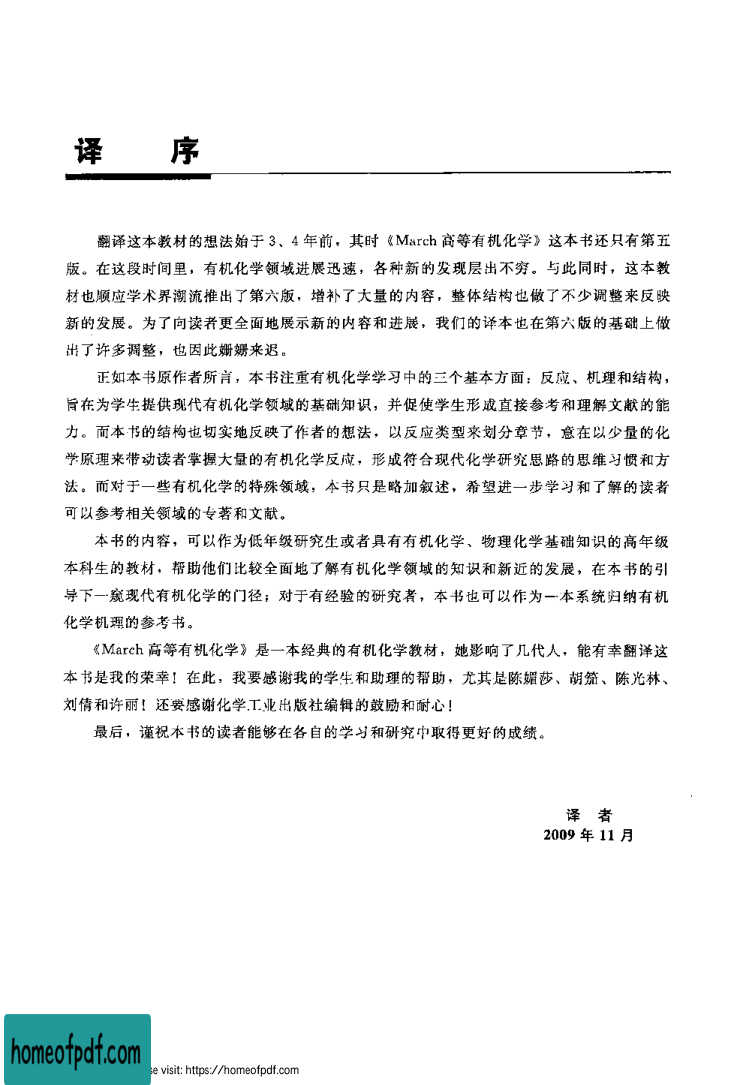 译 序
翻译这本教材的想法始于 3、4 年前，其时《March 高等有机化学》这本书还只有第五
版。在这段时间里，有机化学领域进展迅速，各种新的发现层出不穷。与此同时，这本教
材也顺应学术界潮流推出了第六版，增补了大量的内容，整体结构也做了不少调整来反映
新的发展。为了向读者更全面地展示新的内容和进展，我们的译本也在第六版的基础上做
出了许多调整，也因此姗姗来迟。
正如本书原作者所言，本书注重有机化学学习中的三个基本方面：反应、机理和结构，
旨在为学生提供现代有机化学领域的基础知识，并促使学生形成直接参考和理解文献的能
力。而本书的结构也切实地反映了作者的想法，以反应类型来划分章节，意在以少量的化
学原理来带动读者掌握大量的有机化学反应，形成符合现代化学研究思路的思维习惯和方
法。而对于一些有机化学的特殊领域，本书只是略加叙述，希望进一步学习和了解的读者
可以参考相关领域的专著和文献。
本书的内容，可以作为低年级研究生或者具有有机化学、物理化学基础知识的高年级
本科生的教材，帮助他们比较全面地了解有机化学领域的知识和新近的发展，在本书的引
导下一窥现代有机化学的门径；对于有经验的研究者，本书也可以作为一本系统归纳有机
化学机理的参考书。
《March 高等有机化学》是一本经典的有机化学教材，她影响了几代人，能有幸翻译这
本书是我的荣幸！在此，我要感谢我的学生和助理的帮助，尤其是陈媚莎、胡笳、陈光林、
刘倩和许丽！还要感谢化学工业出版社编辑的鼓励和耐心！
最后，谨祝本书的读者能够在各自的学习和研究中取得更好的成绩。
译 者
2009 年 11 月
homeofpdf.com
se visit: https://homeofpdf.com